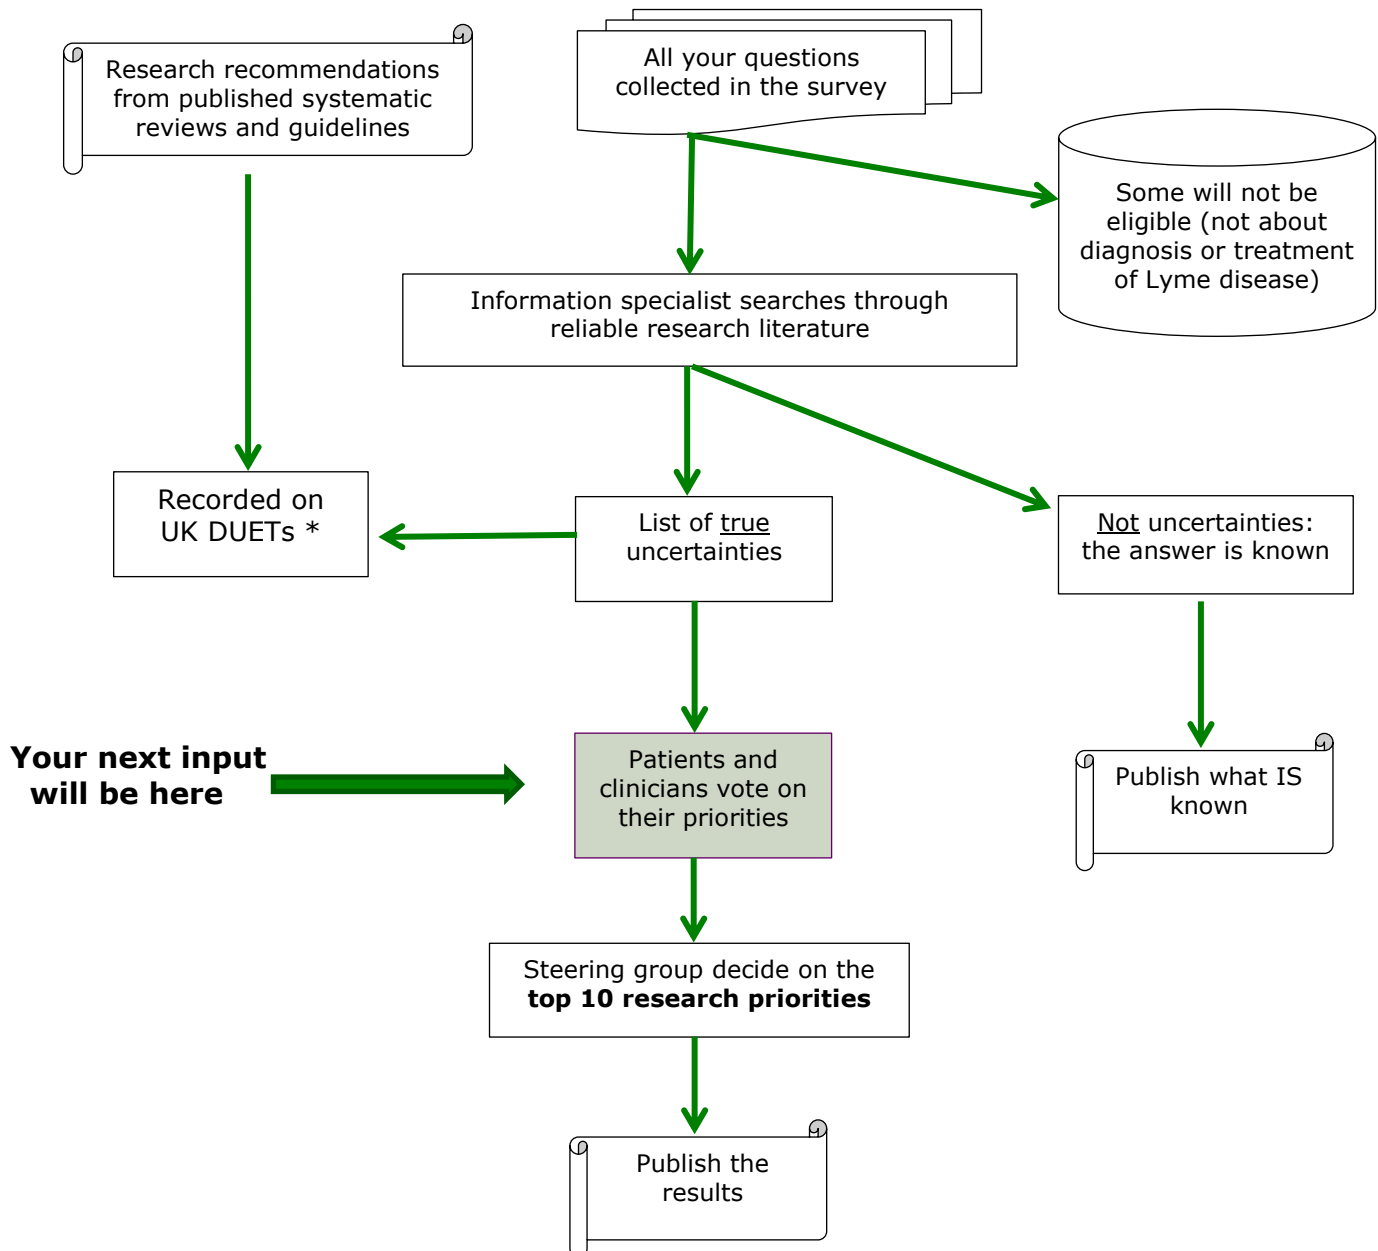 Research recommendations
from published systematic
reviews and guidelines
All your questions
collected in the survey
Some will not be
eligible (not about
diagnosis or treatment
of Lyme disease)
Information specialist searches through
reliable research literature
Recorded on
UK DUETs *
List of true
uncertainties
Not uncertainties:
the answer is known
Your next input
will be here
Patients and
clinicians vote on
their priorities
Publish what IS
known
Steering group decide on the
top 10 research priorities
Publish the
results